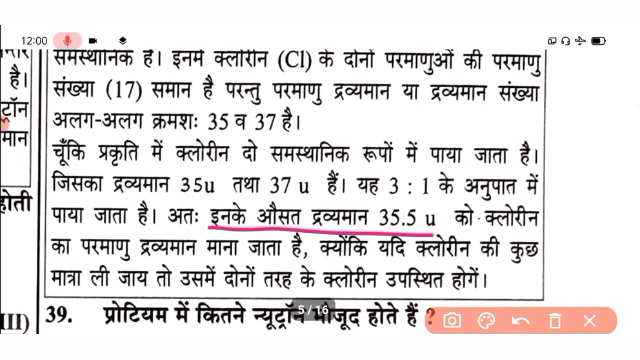 12:00
समस्थानिक हैं। इनमें क्लोरीन (Cl) के दोनों परमाणुओं की परमाणु
संख्या (17) समान है परन्तु परमाणु द्रव्यमान या द्रव्यमान संख्या
अलग-अलग क्रमशः 35 व 37 है।
चूँकि प्रकृति में क्लोरीन दो समस्थानिक रूपों में पाया जाता है।
जिसका द्रव्यमान 35u तथा 37 u हैं। यह 3 : 1 के अनुपात में
पाया जाता है। अतः इनके औसत द्रव्यमान 35.5 u को क्लोरीन
का परमाणु द्रव्यमान माना जाता है, क्योंकि यदि क्लोरीन की कुछ
मात्रा ली जाय तो उसमें दोनों तरह के क्लोरीन उपस्थित होगें।
है।
ट्रॉन
मान
होती
III)
39. प्रोटियम में कितने न्यूट्रॉन मौजूद होते हैं ?
5/16